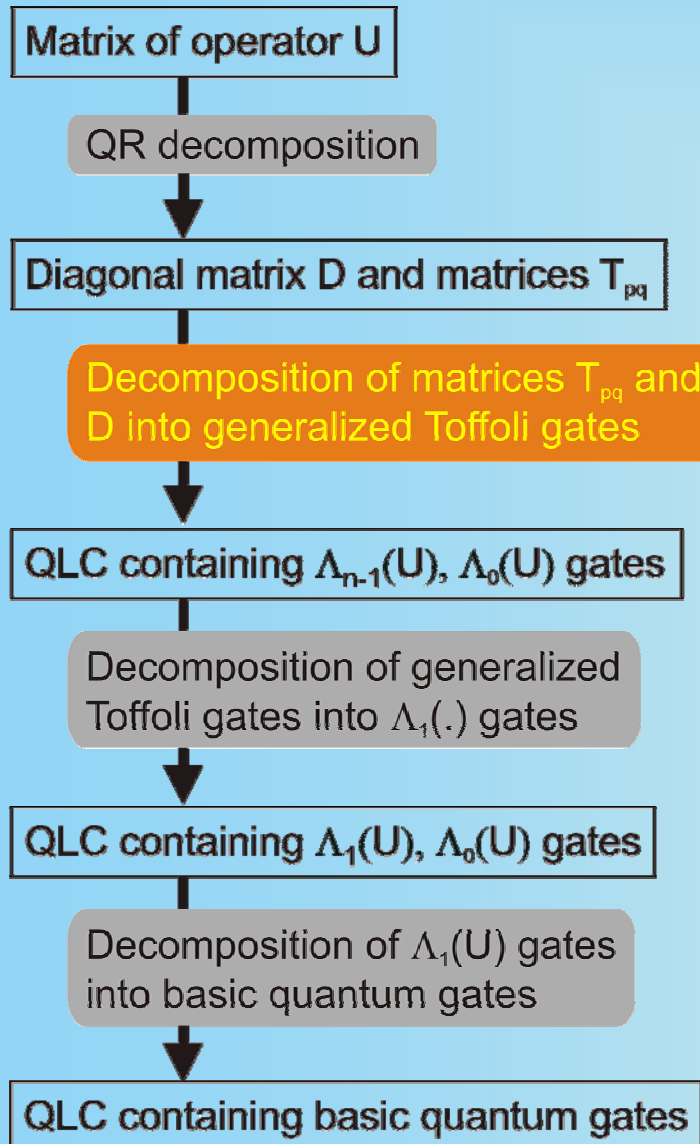 Matrix of operator U
QR decomposition
Diagonal matrix D and matrices Tpq
Decomposition of matrices Tpq and
D into generalized Toffoli gates
QLC containing Λn-1(U), Λ0(U) gates
Decomposition of generalized
Toffoli gates into Λ1(.) gates
QLC containing Λ1(U), Λ0(U) gates
Decomposition of Λ1(U) gates
into basic quantum gates
QLC containing basic quantum gates